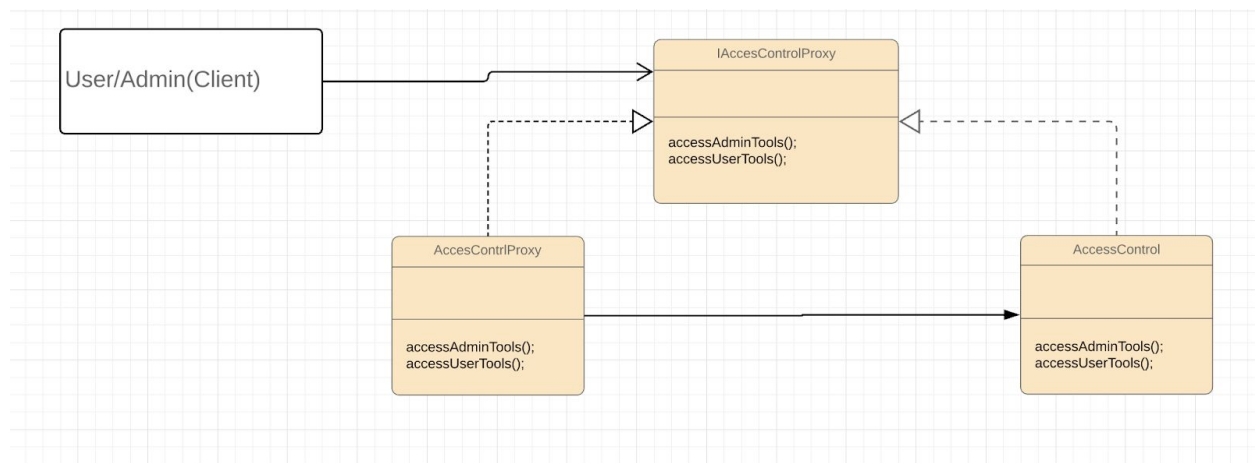 User/Admin(Client)
IAccesControlProxy
accessAdminTools();
accessUserTools();
AccesContrlProxy
accessAdminTools();
accessUserTools();
AccessControl
accessAdminTools();
accessUserTools();